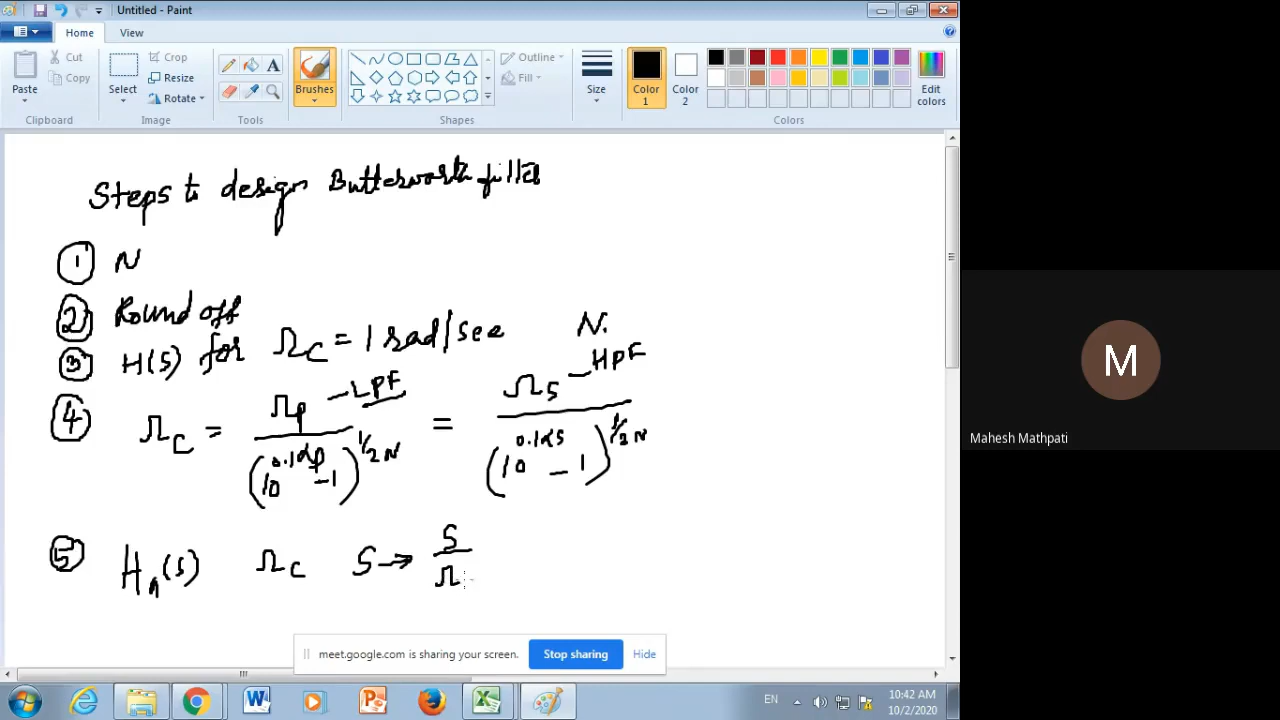 Untitled - Paint
Home View
Paste
Cut
Copy
Clipboard
Select
Crop
Resize
Rotate
Image
A
Tools
Brushes
Outline
Fill
Shapes
Size
Color 1
Color 2
Edit colors
Colors
Steps to design Butterworth filter
① N
② Round off
③ H(S) for Ωc = 1 rad/sec N.
④ Ωc = Ωp – LPF / (10^0.1αp – 1)^1/2N = Ωs – HPF / (10^0.1αs – 1)^1/2N
⑤ Ha(S) Ωc S → S/Ω
meet.google.com is sharing your screen. Stop sharing Hide
EN
10:42 AM
10/2/2020
M
Mahesh Mathpati